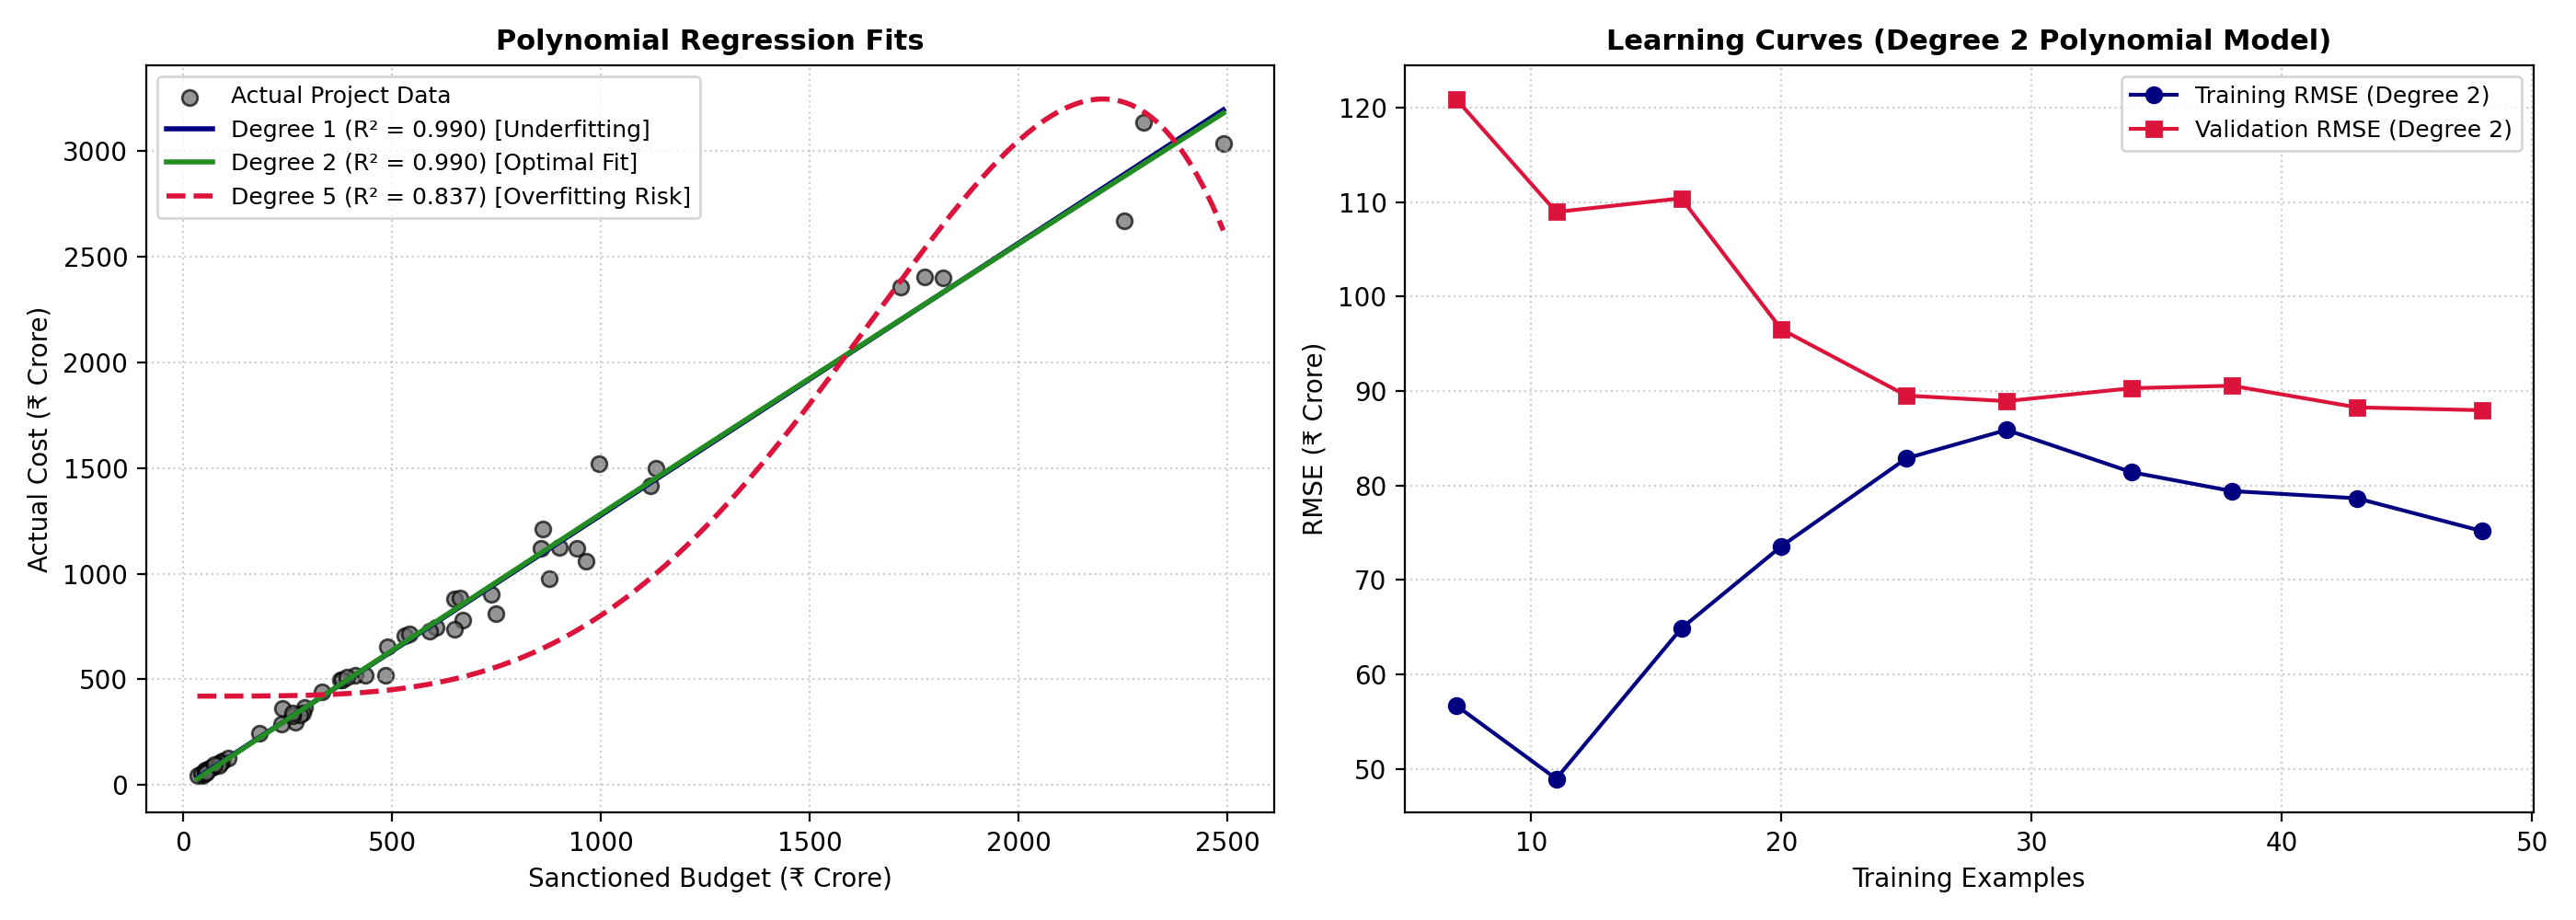 Polynomial Regression Fits
Actual Project Data
Degree 1 (R² = 0.990) [Underfitting]
Degree 2 (R² = 0.990) [Optimal Fit]
Degree 5 (R² = 0.837) [Overfitting Risk]
Actual Cost (₹ Crore)
3000
2500
2000
1500
1000
500
0
0 500 1000 1500 2000 2500
Sanctioned Budget (₹ Crore)
Learning Curves (Degree 2 Polynomial Model)
Training RMSE (Degree 2)
Validation RMSE (Degree 2)
RMSE (₹ Crore)
120
110
100
90
80
70
60
50
10 20 30 40 50
Training Examples